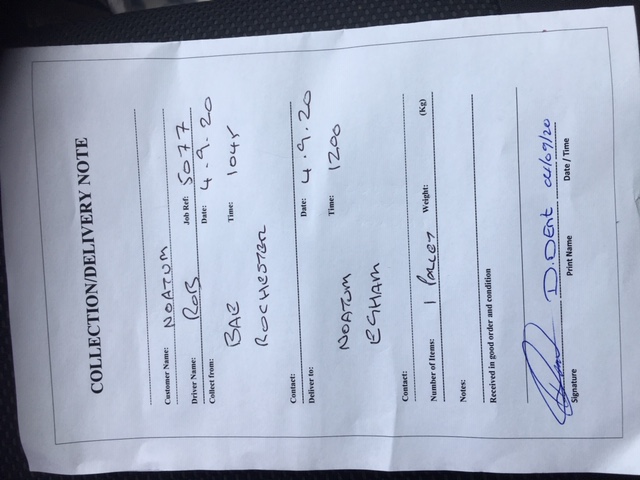 COLLECTION/DELIVERY NOTE
Customer Name: NOATUM
Driver Name: ROB Job Ref: 5077
Collect from: Date: 4.9.20
BAE Time: 1045
ROCHESTER
Contact:
Deliver to: Date: 4.9.20
NOATUM Time: 1200
EGHAM
Contact:
Number of Items: 1 PALLET Weight: (Kg)
Notes:
Received in good order and condition
D.DENT 04/09/20
Signature Print Name Date / Time